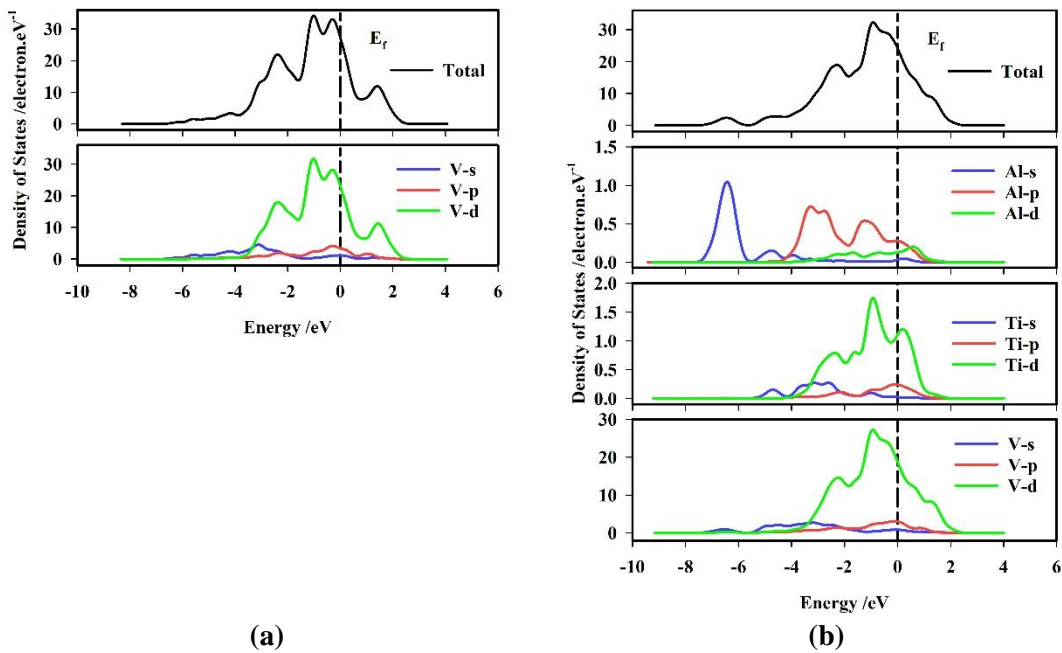 Density of States /electron.eV⁻¹
30
20
10
0
E_f
Total
30
20
10
0
V-s
V-p
V-d
-10 -8 -6 -4 -2 0 2 4 6
Energy /eV
(a)
Density of States /electron.eV⁻¹
30
20
10
0
E_f
Total
1.5
1.0
0.5
0.0
Al-s
Al-p
Al-d
2.0
1.5
1.0
0.5
0.0
Ti-s
Ti-p
Ti-d
30
20
10
0
V-s
V-p
V-d
-10 -8 -6 -4 -2 0 2 4 6
Energy /eV
(b)